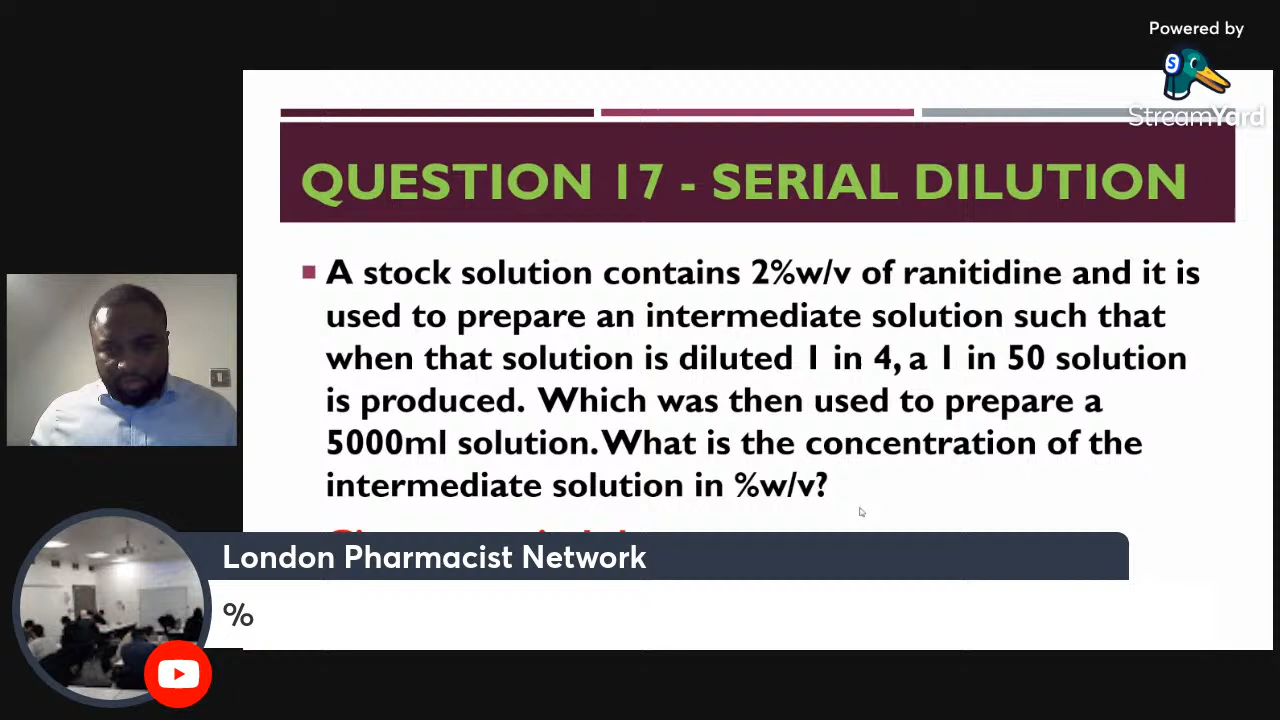 Powered by
StreamYard
QUESTION 17 - SERIAL DILUTION
A stock solution contains 2%w/v of ranitidine and it is
used to prepare an intermediate solution such that
when that solution is diluted 1 in 4, a 1 in 50 solution
is produced. Which was then used to prepare a
5000ml solution. What is the concentration of the
intermediate solution in %w/v?
London Pharmacist Network
%